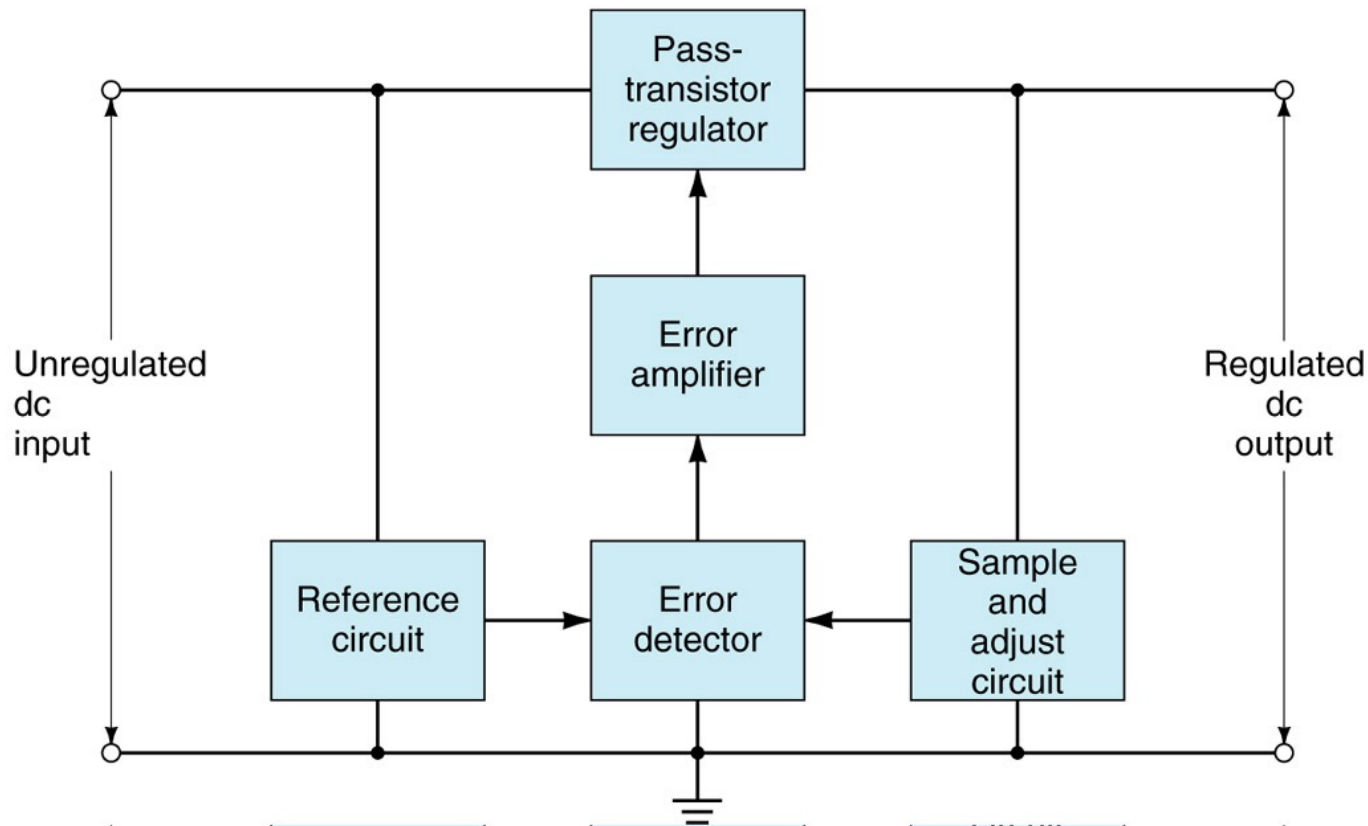 Pass-
transistor
regulator
Error
amplifier
Unregulated
dc
input
Regulated
dc
output
Reference
circuit
Error
detector
Sample
and
adjust
circuit